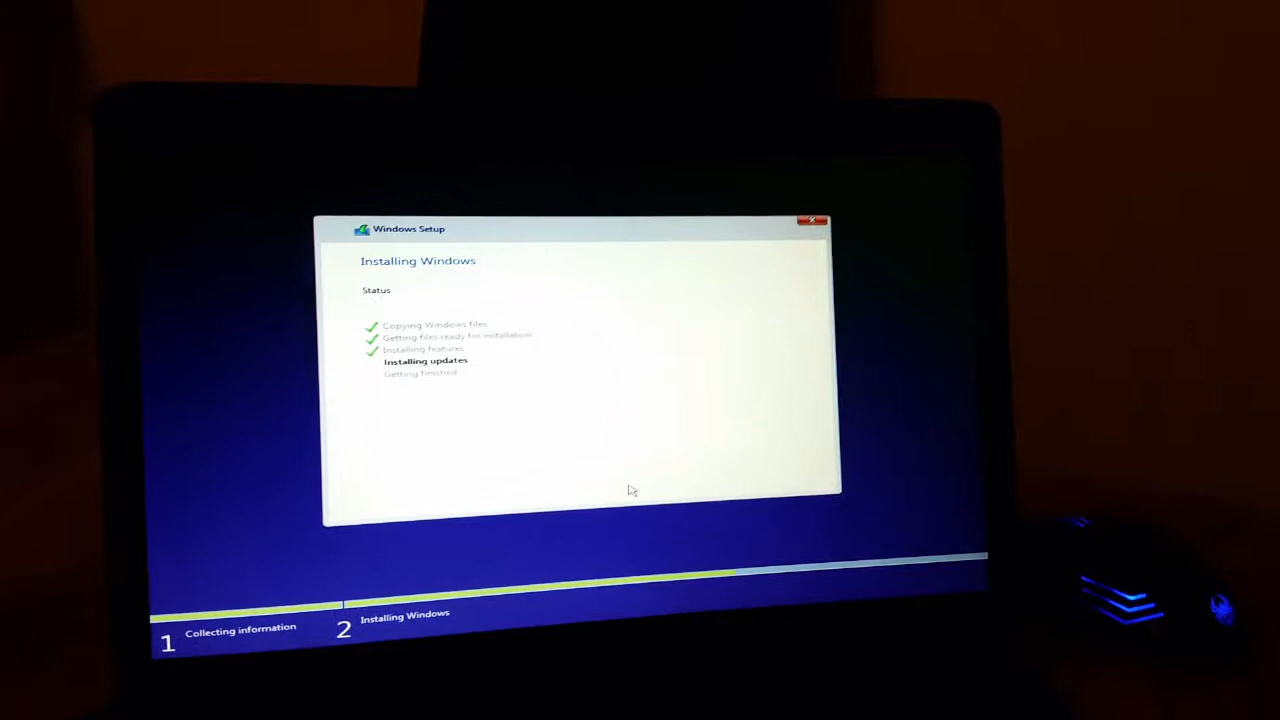 Windows Setup
Installing Windows
Status
Copying Windows files
Getting files ready for installation
Installing features
Installing updates
Getting finished
1 Collecting information
2 Installing Windows